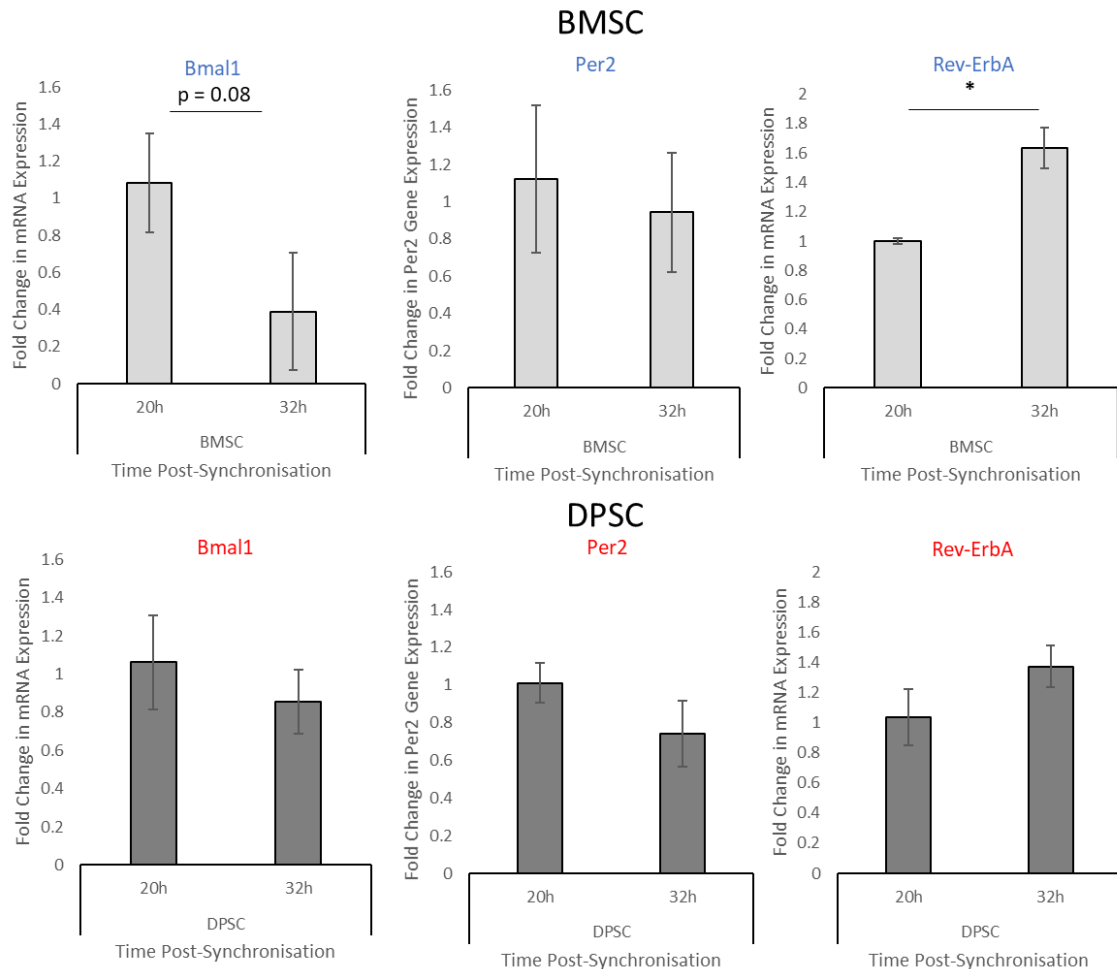 BMSC
Bmal1
p = 0.08
Fold Change in mRNA Expression
1.6
1.4
1.2
1
0.8
0.6
0.4
0.2
0
20h
32h
BMSC
Time Post-Synchronisation
Per2
Fold Change in Per2 Gene Expression
1.6
1.4
1.2
1
0.8
0.6
0.4
0.2
0
20h
32h
BMSC
Time Post-Synchronisation
Rev-ErbA
*
Fold Change in mRNA Expression
2
1.8
1.6
1.4
1.2
1
0.8
0.6
0.4
0.2
0
20h
32h
BMSC
Time Post-Synchronisation
DPSC
Bmal1
Fold Change in mRNA Expression
1.6
1.4
1.2
1
0.8
0.6
0.4
0.2
0
20h
32h
DPSC
Time Post-Synchronisation
Per2
Fold Change in Per2 Gene Expression
1.6
1.4
1.2
1
0.8
0.6
0.4
0.2
0
20h
32h
DPSC
Time Post-Synchronisation
Rev-ErbA
Fold Change in mRNA Expression
2
1.8
1.6
1.4
1.2
1
0.8
0.6
0.4
0.2
0
20h
32h
DPSC
Time Post-Synchronisation